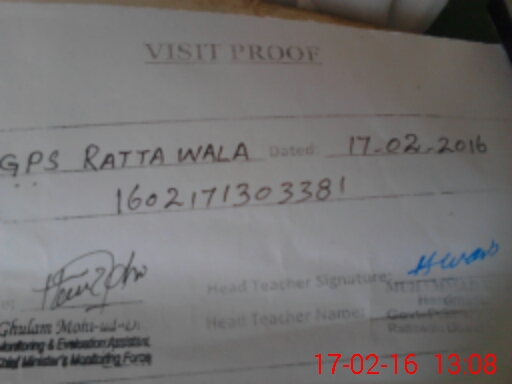 VISIT PROOF
GPS RATTA WALA Dated: 17-02-2016
1602171303381
Head Teacher Signature:
Ghulam Mohi-ud-Di
Head Teacher Name:
Monitoring & Evaluation Assistant
Chief Minister's Monitoring Force
17-02-16 13:08